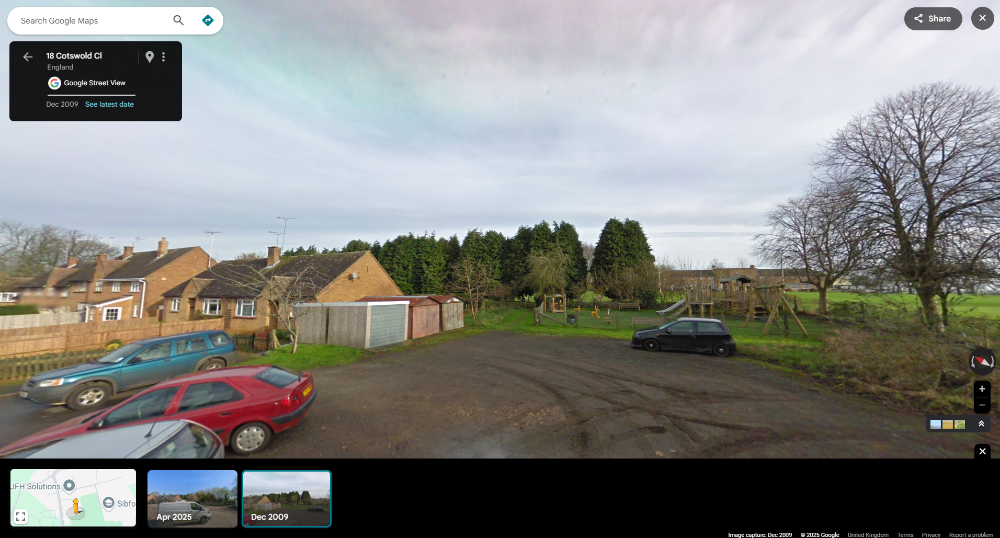 Search Google Maps
Share
18 Cotswold Cl
England
Google Street View
Dec 2009 See latest date
JFH Solutions
Sibfo
Apr 2025
Dec 2009
Image capture: Dec 2009 © 2025 Google United Kingdom Terms Privacy Report a problem